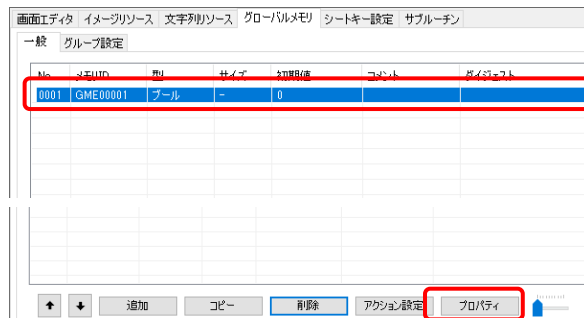 画面エディタ イメージリソース 文字列リソース グローバルメモリ シートキー設定 サブルーチン
一般 グループ設定
No メモリID 型 サイズ 初期値 コメント ダイジェスト
0001 GME00001 ブール - 0
追加 コピー 削除 アクション設定 プロパティ